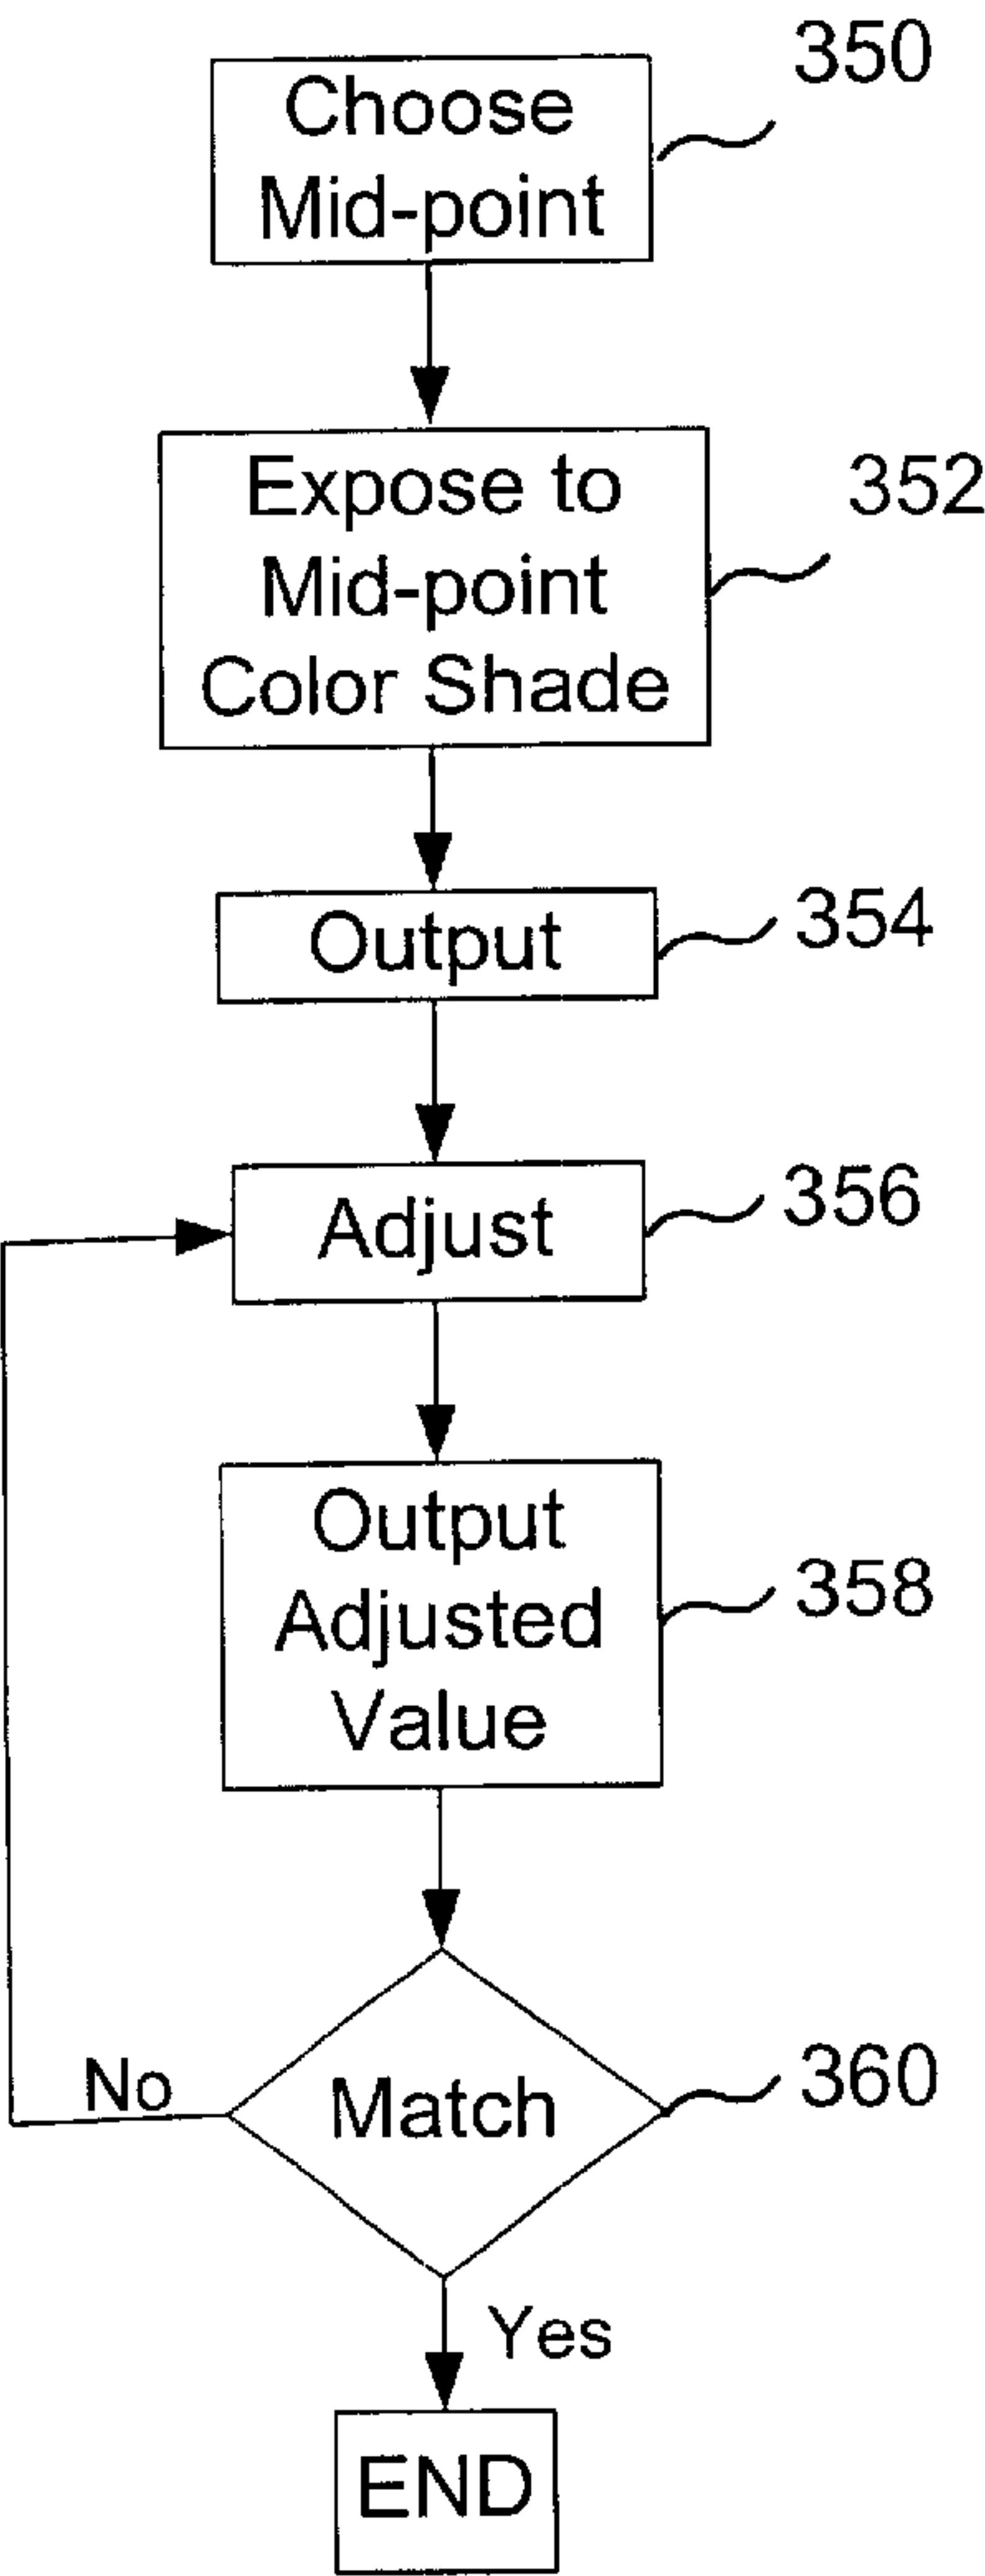 350
Choose
Mid-point
352
Expose to
Mid-point
Color Shade
354
Output
356
Adjust
Output
Adjusted
358
Value
No
Match
360
Yes
END